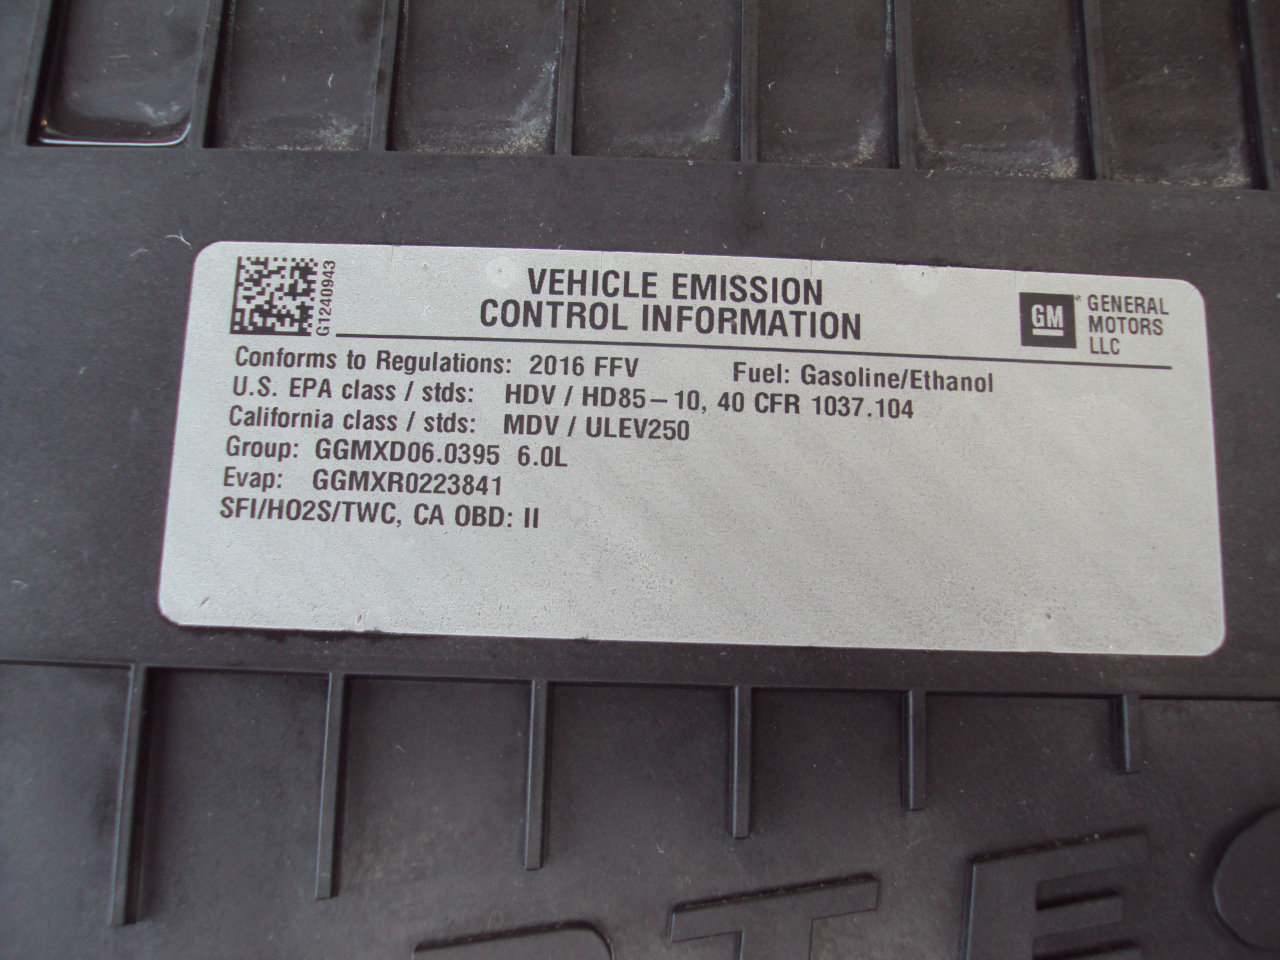 G1240943
VEHICLE EMISSION
CONTROL INFORMATION
GM
GENERAL
MOTORS
LLC
Conforms to Regulations: 2016 FFV Fuel: Gasoline/Ethanol
U.S. EPA class / stds: HDV / HD85-10, 40 CFR 1037.104
California class / stds: MDV / ULEV250
Group: GGMXD06.0395 6.0L
Evap: GGMXR0223841
SFI/HO2S/TWC, CA OBD: II